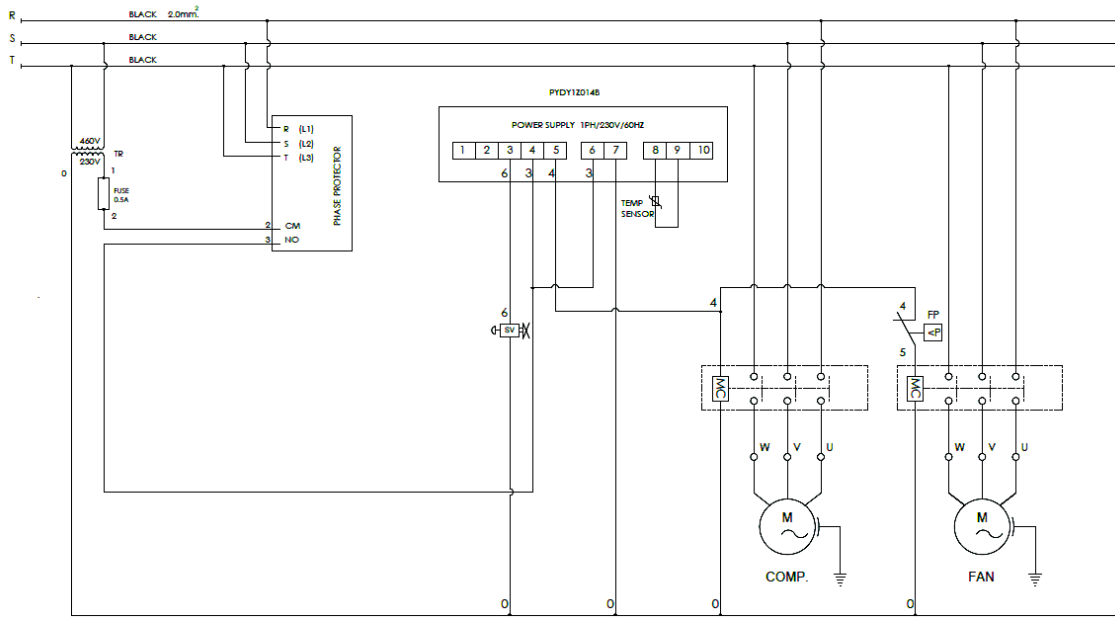 R BLACK 2.0mm²
S BLACK
T BLACK
PYDY1Z014B
POWER SUPPLY 1PH/230V/60HZ
1 2 3 4 5 6 7 8 9 10
6 3 4 3
460V
230V
TR
0
1
FUSE
0.5A
2
R (L1)
S (L2)
T (L3)
PHASE PROTECTOR
2 CM
3 NO
TEMP
SENSOR
6
SV
4
4
FP
<P
5
MC
MC
W V U
W V U
M
M
COMP.
FAN
0 0 0 0